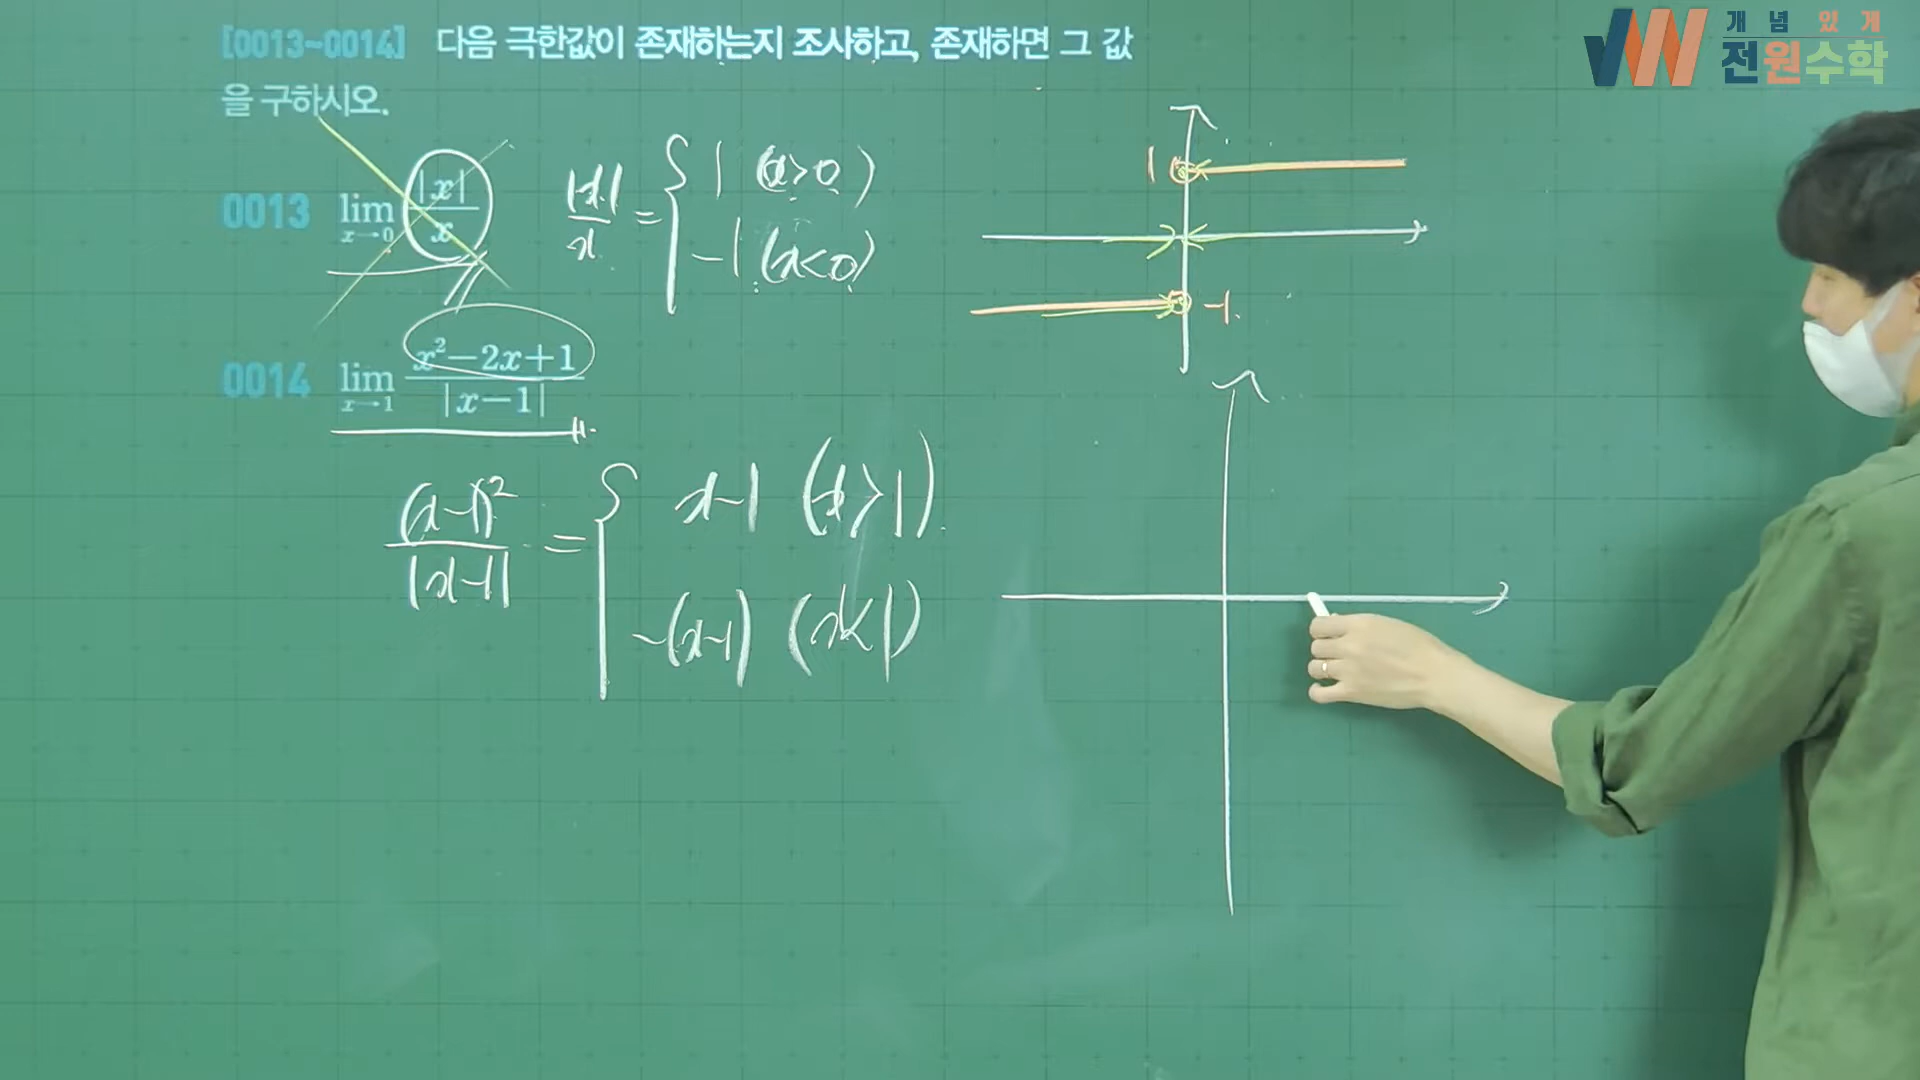 개념있게
전원수학
[0013~0014] 다음 극한값이 존재하는지 조사하고, 존재하면 그 값
을 구하시오.
0013 lim x→0 |x|/x
|x|/x = { 1 (x>0)
-1 (x<0)
1
-1
0014 lim x→1 x²-2x+1/|x-1|
(x-1)²/|x-1| = { x-1 (x>1)
-(x-1) (x<1)